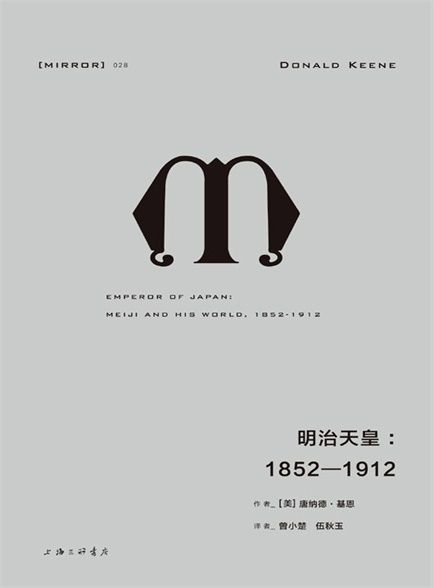 [MIRROR] 028
DONALD KEENE
M
EMPEROR OF JAPAN:
MEIJI AND HIS WORLD, 1852-1912
明治天皇：
1852—1912
作者_ [美] 唐纳德·基恩
译者_ 曾小楚 伍秋玉
上海三联书店